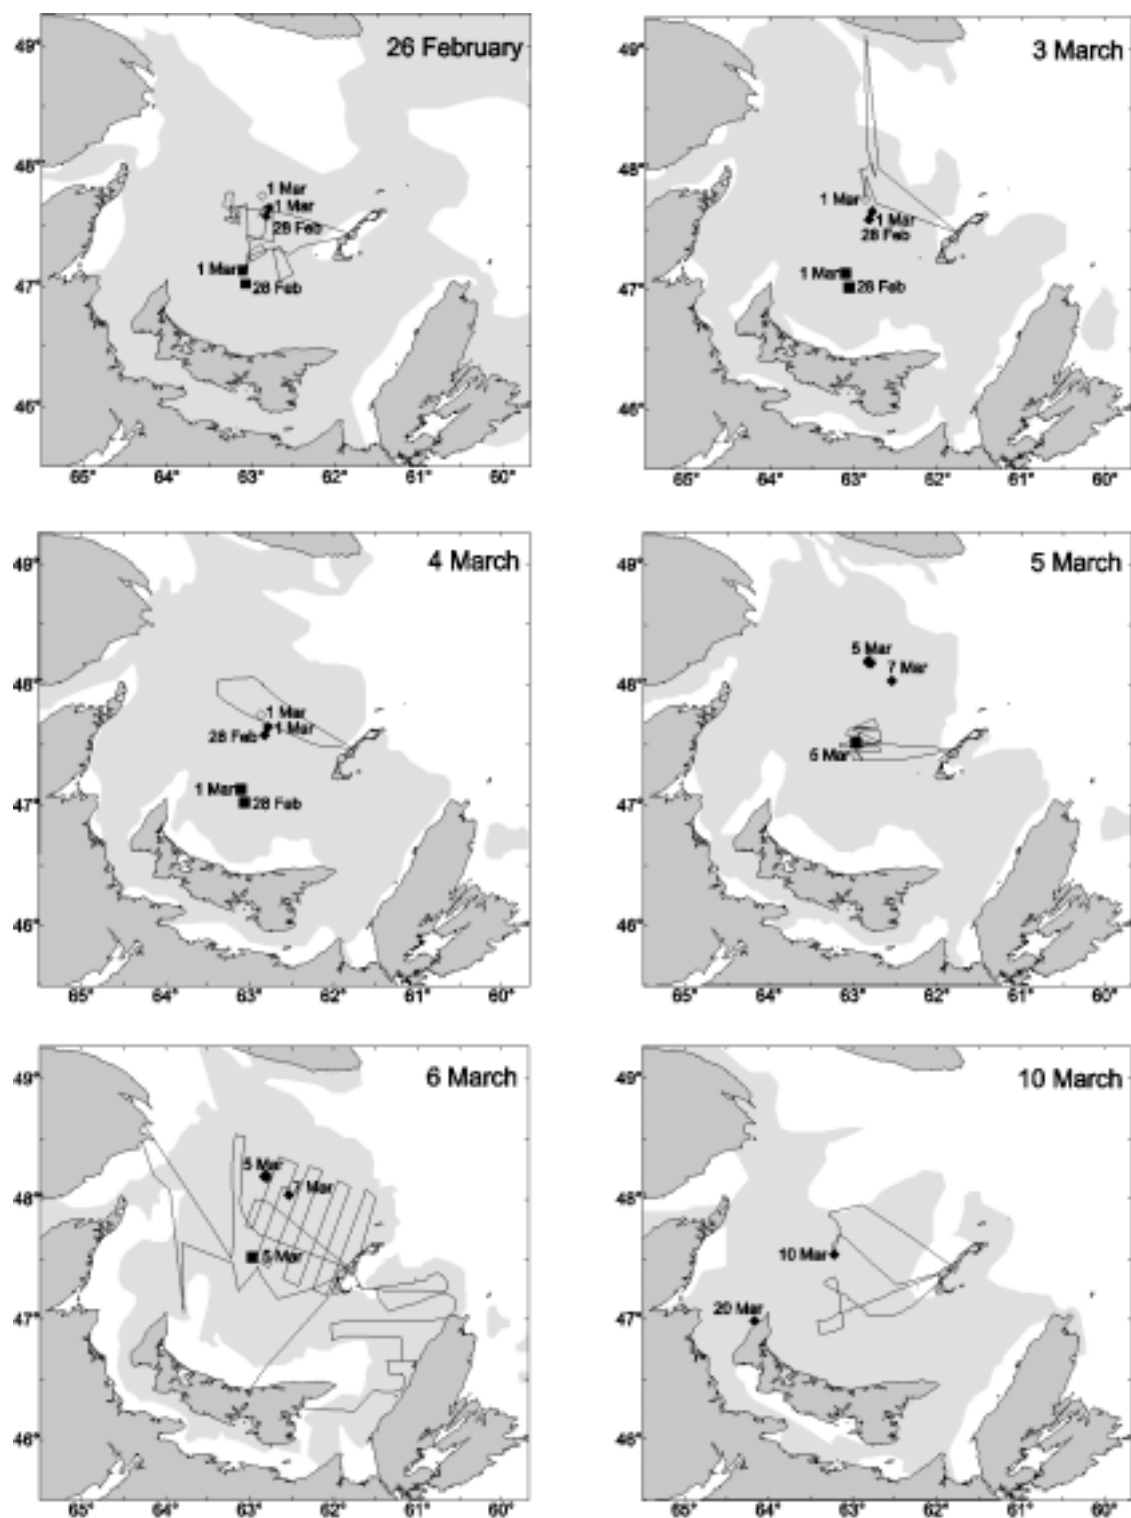 26 February
49°
48°
1 Mar
1 Mar
28 Feb
1 Mar
47°
28 Feb
46°
65° 64° 63° 62° 61° 60°
3 March
49°
48°
1 Mar
1 Mar
28 Feb
1 Mar
47°
28 Feb
46°
65° 64° 63° 62° 61° 60°
4 March
49°
48°
1 Mar
1 Mar
28 Feb
1 Mar
28 Feb
47°
46°
65° 64° 63° 62° 61° 60°
5 March
49°
5 Mar
7 Mar
48°
5 Mar
47°
46°
65° 64° 63° 62° 61° 60°
6 March
49°
5 Mar
7 Mar
48°
5 Mar
47°
46°
65° 64° 63° 62° 61° 60°
10 March
49°
48°
10 Mar
20 Mar
47°
46°
65° 64° 63° 62° 61° 60°